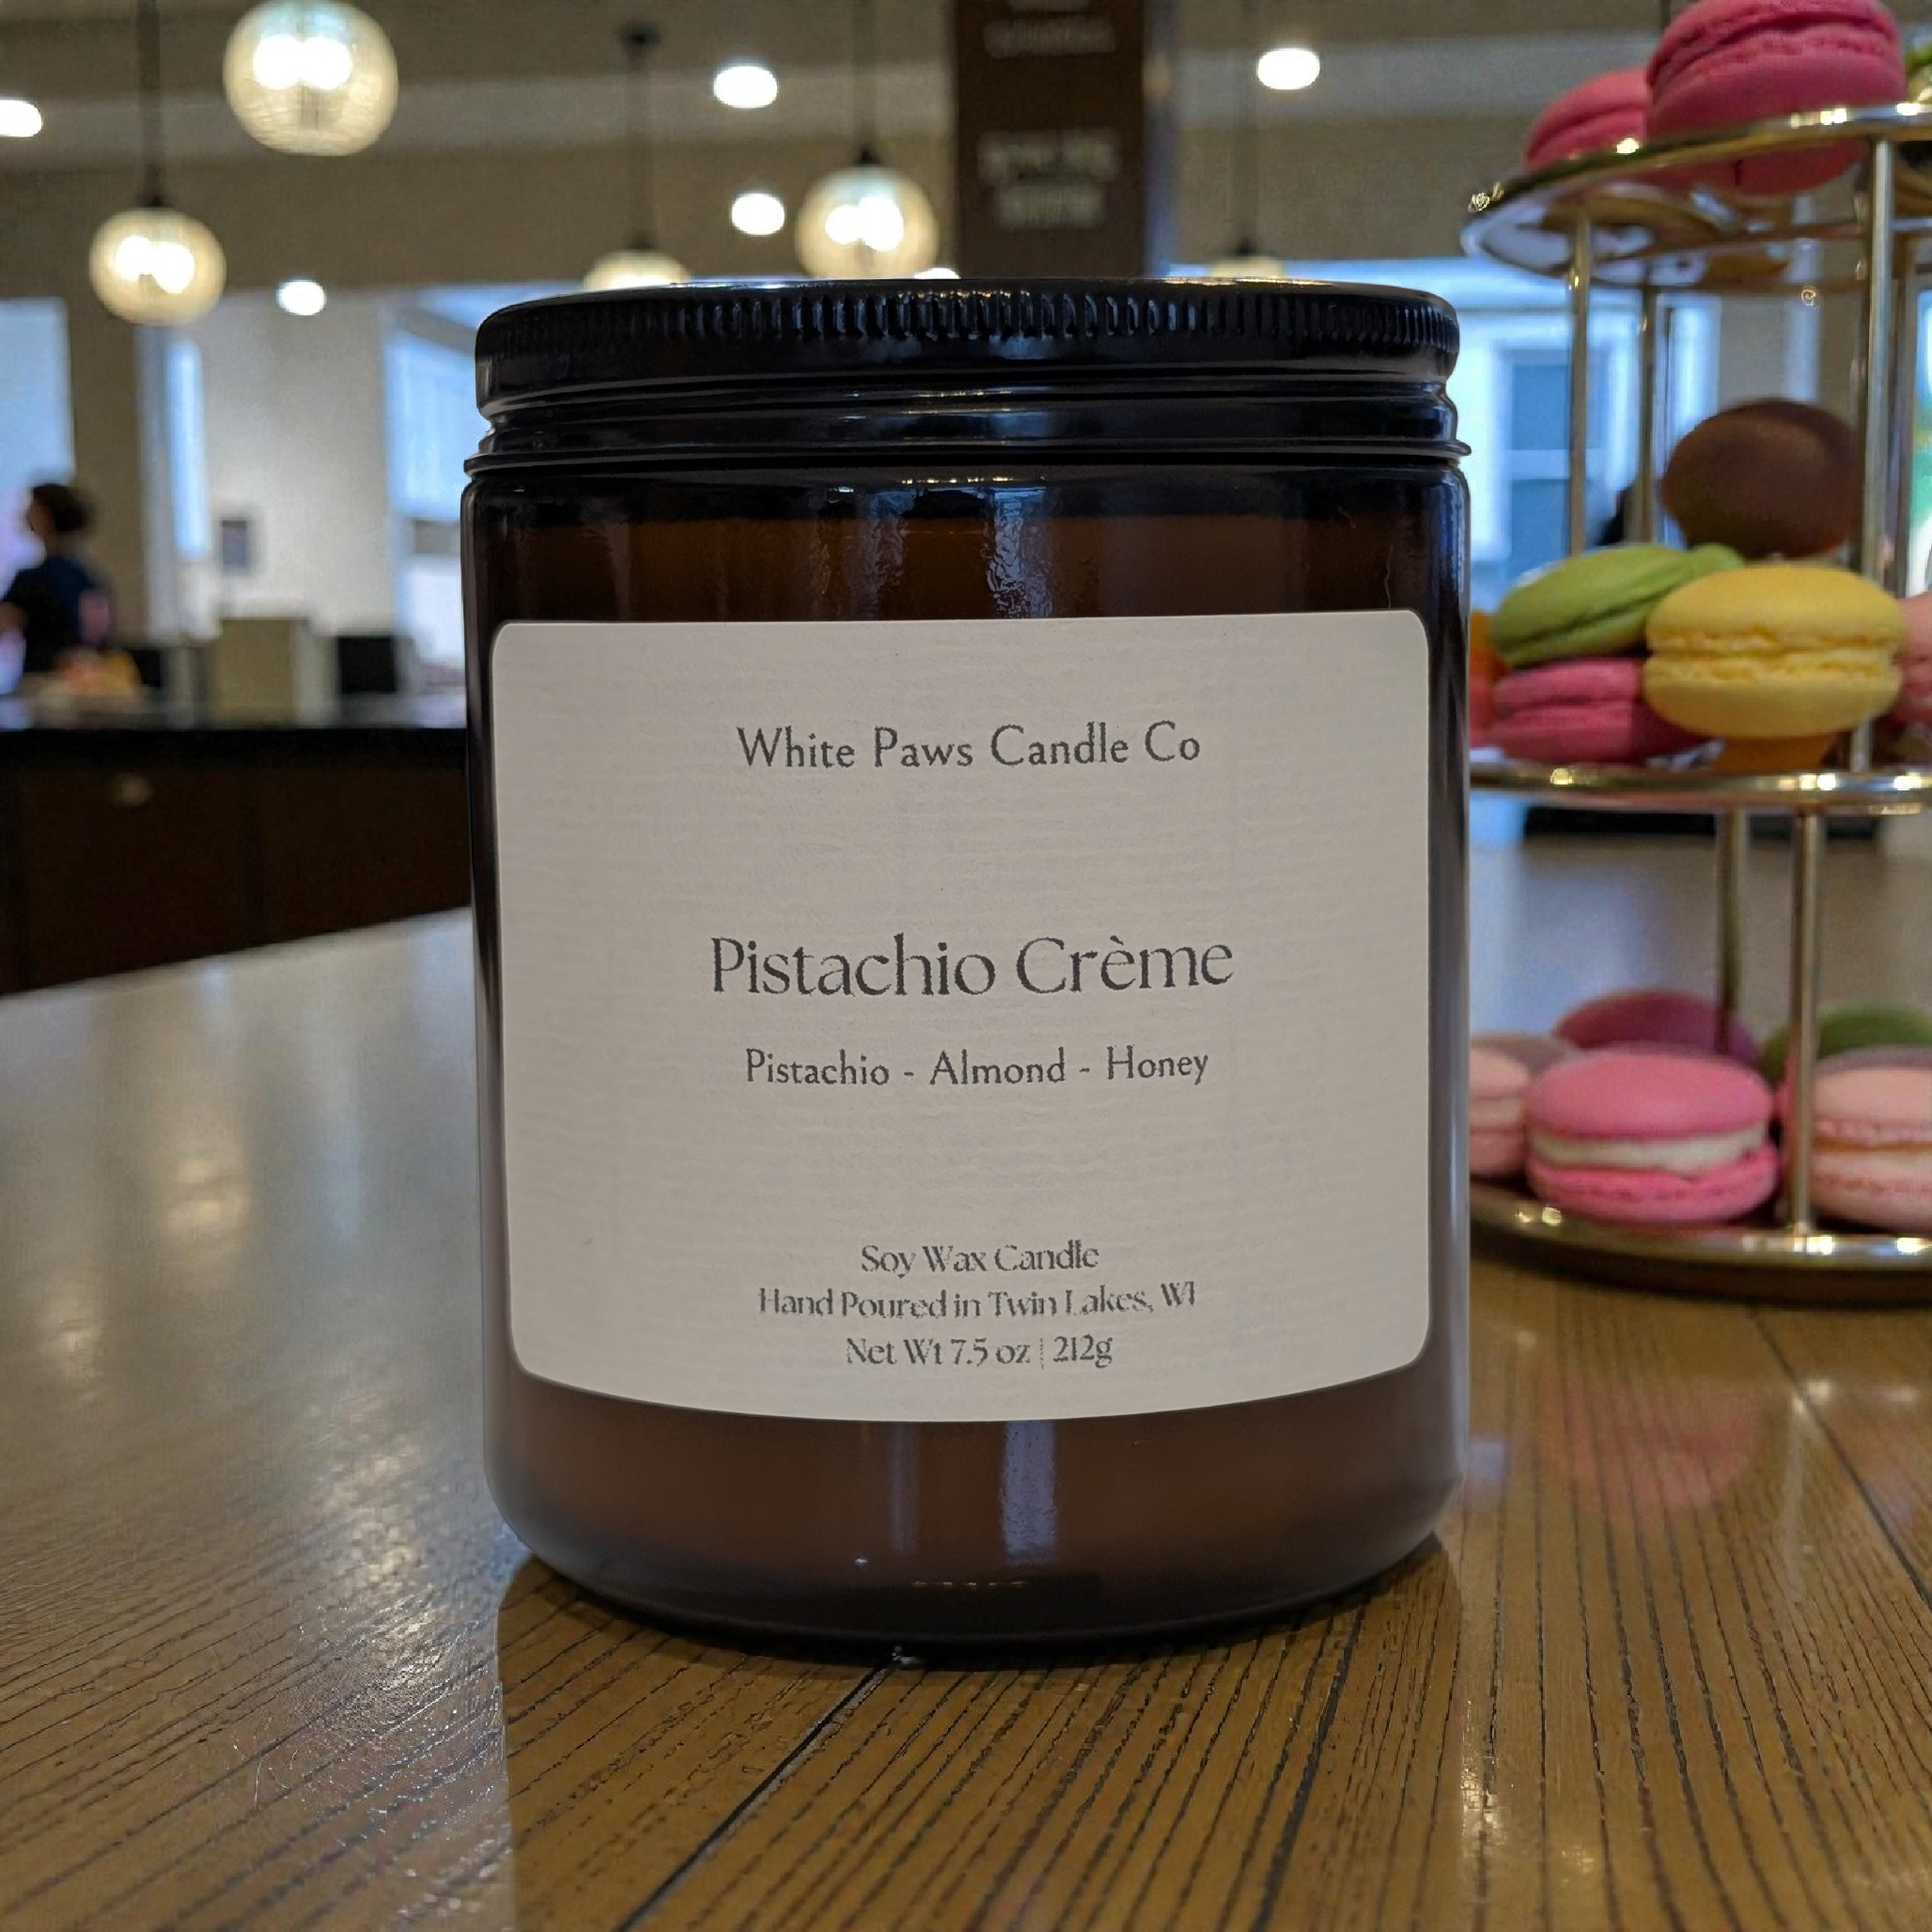 White Paws Candle Co
Pistachio Crème
Pistachio - Almond - Honey
Soy Wax Candle
Hand Poured in Twin Lakes, WI
Net Wt 7.5 oz | 212g